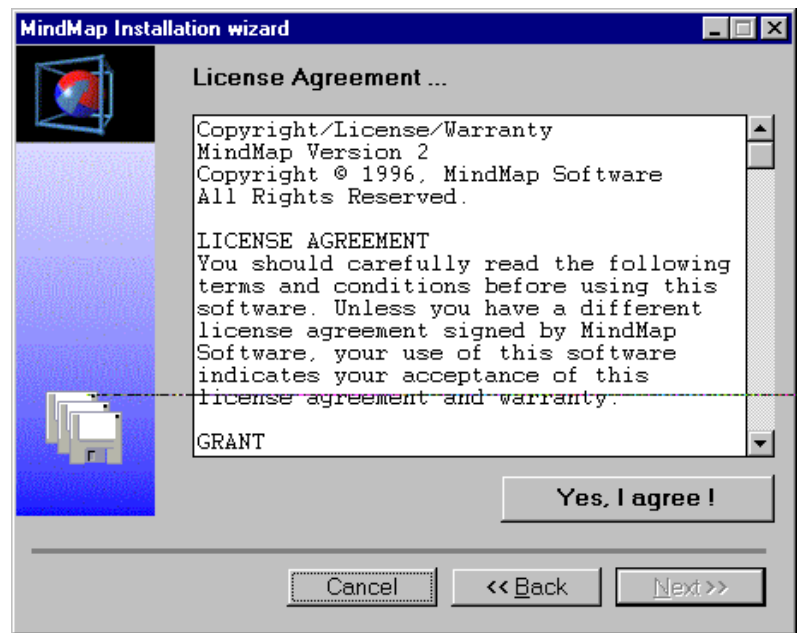 MindMap Installation wizard
License Agreement ...
Copyright/License/Warranty
MindMap Version 2
Copyright © 1996, MindMap Software
All Rights Reserved.
LICENSE AGREEMENT
You should carefully read the following
terms and conditions before using this
software. Unless you have a different
license agreement signed by MindMap
Software, your use of this software
indicates your acceptance of this
license agreement and warranty.
GRANT
Yes, I agree !
Cancel
<< Back
Next >>